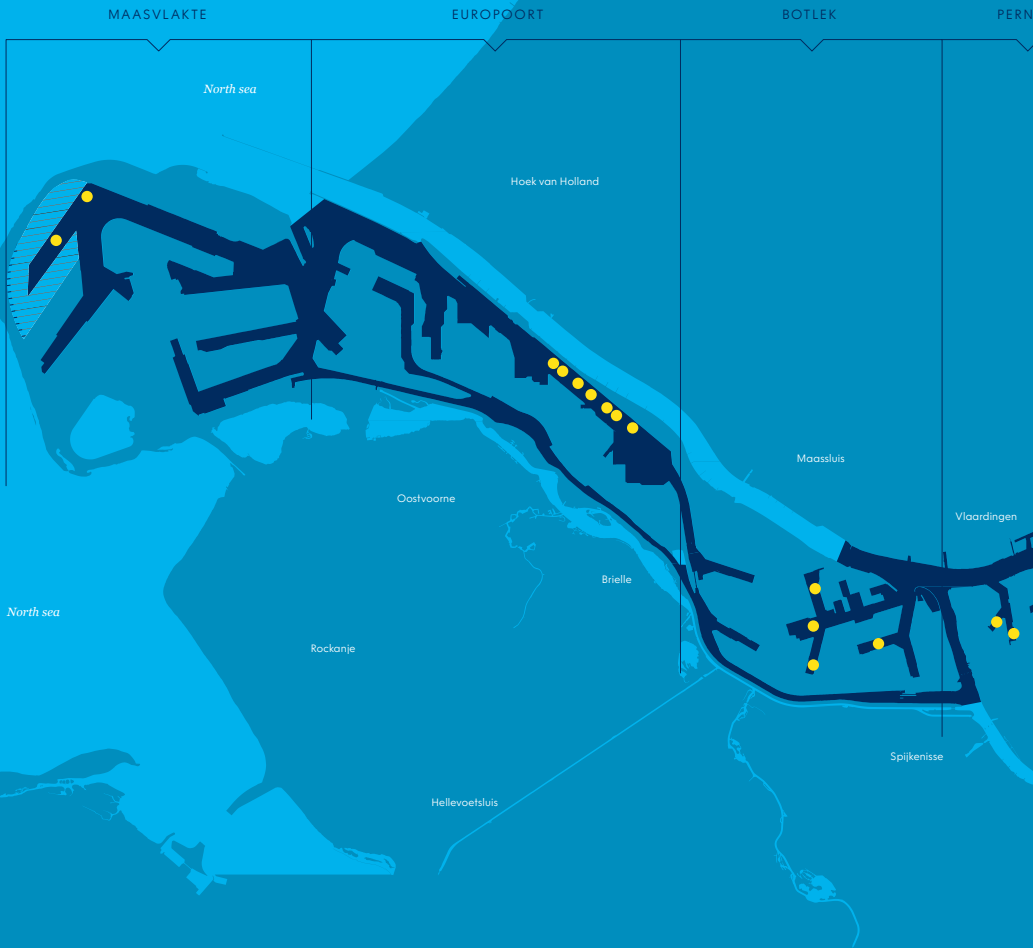 MAASVLAKTE
EUROPOORT
BOTLEK
PERN
North sea
Hoek van Holland
Maassluis
Oostvoorne
Vlaardingen
Brielle
North sea
Rockanje
Spijkenisse
Hellevoetsluis